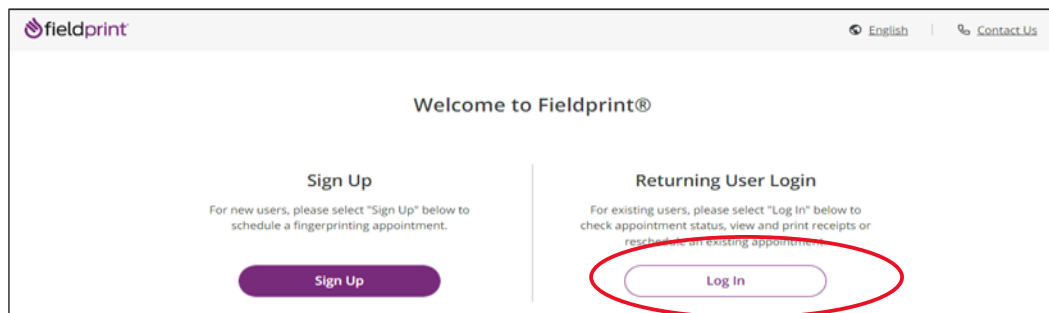 fieldprint
English
Contact Us
Welcome to Fieldprint®
Sign Up
For new users, please select "Sign Up" below to
schedule a fingerprinting appointment.
Sign Up
Returning User Login
For existing users, please select "Log In" below to
check appointment status, view and print receipts or
reschedule an existing appointment.
Log In